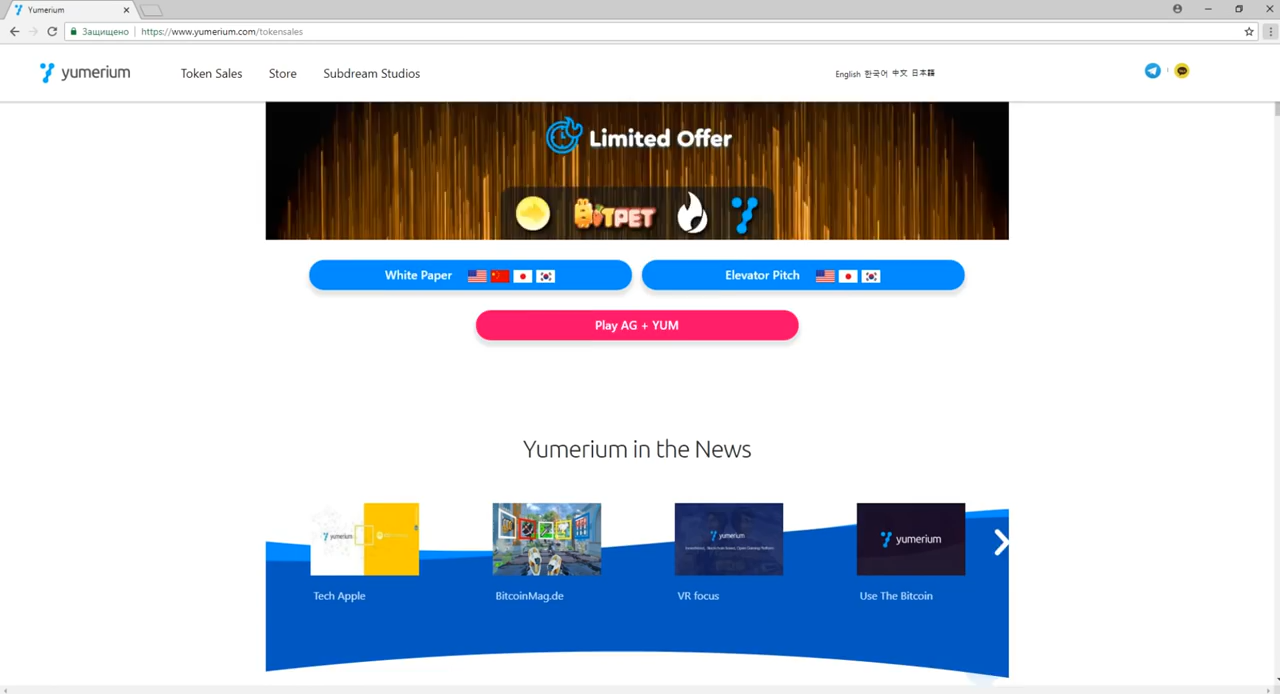 Yumerium
Защищено https://www.yumerium.com/tokensales
yumerium Token Sales Store Subdream Studios English 한국어 中文 日本語
Limited Offer
BITPET
White Paper Elevator Pitch
Play AG + YUM
Yumerium in the News
yumerium yumerium yumerium
Tech Apple BitcoinMag.de VR focus Use The Bitcoin